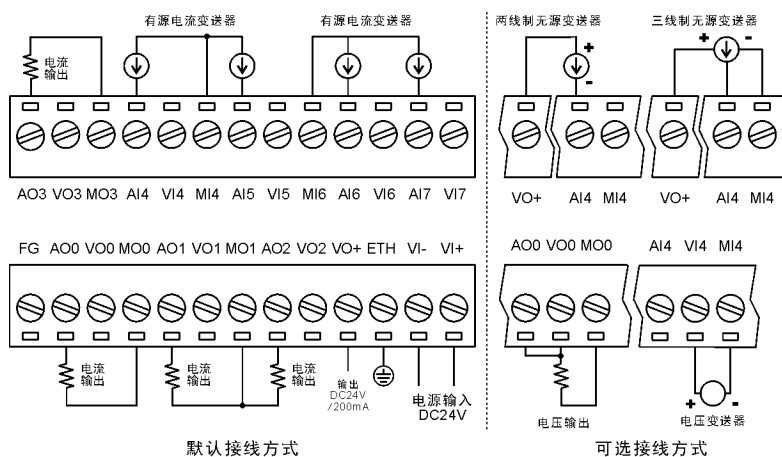 有源电流变送器 有源电流变送器 两线制无源变送器 三线制无源变送器
电流
输出
+ - + -
AO3 VO3 MO3 AI4 VI4 MI4 AI5 VI5 MI6 AI6 VI6 AI7 VI7
VO+ AI4 MI4 VO+ AI4 MI4
FG AO0 VO0 MO0 AO1 VO1 MO1 AO2 VO2 VO+ ETH VI- VI+
AO0 VO0 MO0 AI4 VI4 MI4
电流
输出
电流
输出
电流
输出
输出
DC24V
/200mA
电源输入
DC24V
+ -
电压输出 电压变送器
默认接线方式 可选接线方式